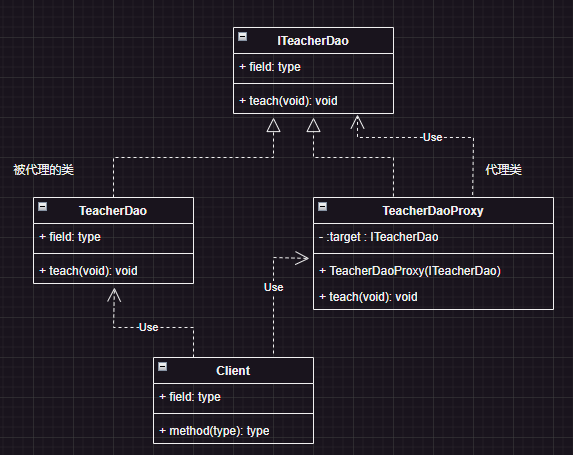 ITeacherDao
+ field: type
+ teach(void): void
Use
被代理的类
代理类
TeacherDao
+ field: type
+ teach(void): void
TeacherDaoProxy
- :target : ITeacherDao
+ TeacherDaoProxy(ITeacherDao)
+ teach(void): void
Use
Use
Client
+ field: type
+ method(type): type